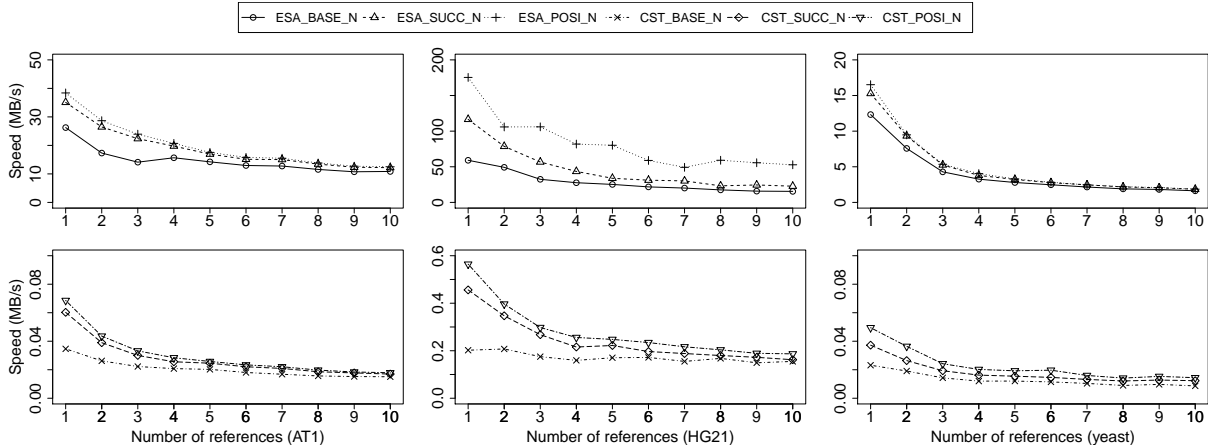 ESA_BASE_N ESA_SUCC_N ESA_POSI_N CST_BASE_N CST_SUCC_N CST_POSI_N
Speed (MB/s)
0 10 30 50
1 2 3 4 5 6 7 8 9 10
0 50 100 200
1 2 3 4 5 6 7 8 9 10
0 5 10 15 20
1 2 3 4 5 6 7 8 9 10
Speed (MB/s)
0.00 0.04 0.08
1 2 3 4 5 6 7 8 9 10
Number of references (AT1)
0.0 0.2 0.4 0.6
1 2 3 4 5 6 7 8 9 10
Number of references (HG21)
0.00 0.04 0.08
1 2 3 4 5 6 7 8 9 10
Number of references (yeast)